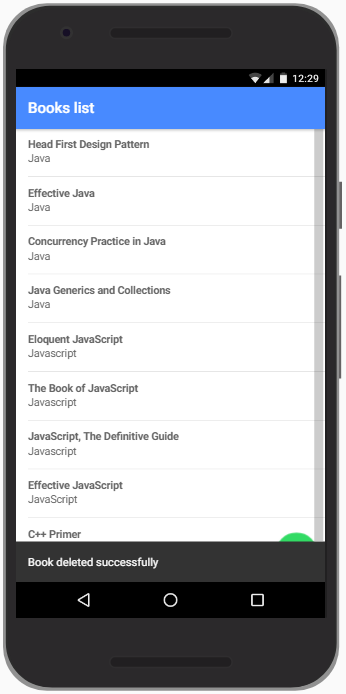 12:29
Books list
Head First Design Pattern
Java
Effective Java
Java
Concurrency Practice in Java
Java
Java Generics and Collections
Java
Eloquent JavaScript
Javascript
The Book of JavaScript
Javascript
JavaScript, The Definitive Guide
Javascript
Effective JavaScript
JavaScript
C++ Primer
Book deleted successfully